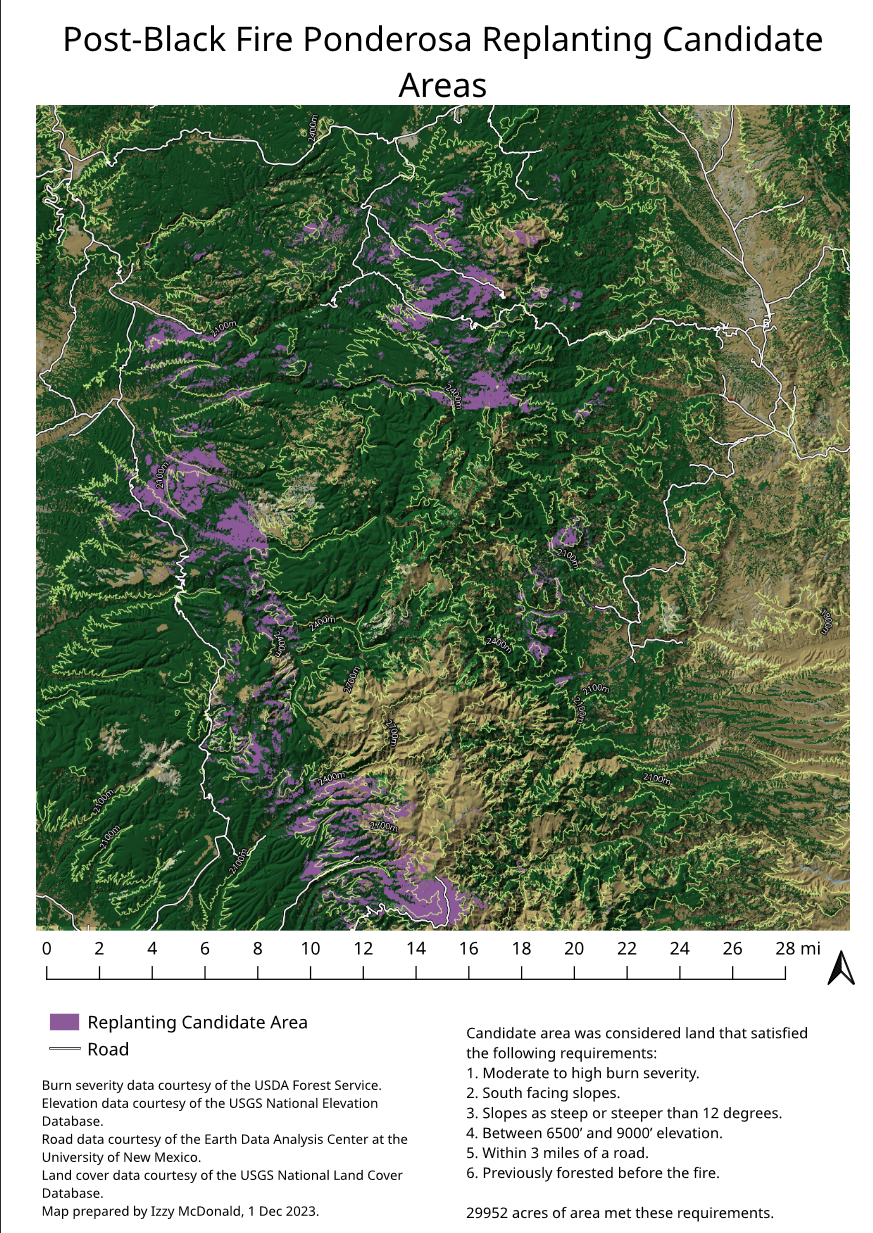 Post-Black Fire Ponderosa Replanting Candidate
Areas
2400m
2100m
2400m
2100m
2100m
2400m
2400m
2400m
2700m
2100m
2100m
2700m
2400m
2100m
2100m
2700m
2100m
2100m
0 2 4 6 8 10 12 14 16 18 20 22 24 26 28 mi
Replanting Candidate Area
Road
Burn severity data courtesy of the USDA Forest Service.
Elevation data courtesy of the USGS National Elevation
Database.
Road data courtesy of the Earth Data Analysis Center at the
University of New Mexico.
Land cover data courtesy of the USGS National Land Cover
Database.
Map prepared by Izzy McDonald, 1 Dec 2023.
Candidate area was considered land that satisfied
the following requirements:
1. Moderate to high burn severity.
2. South facing slopes.
3. Slopes as steep or steeper than 12 degrees.
4. Between 6500’ and 9000’ elevation.
5. Within 3 miles of a road.
6. Previously forested before the fire.
29952 acres of area met these requirements.